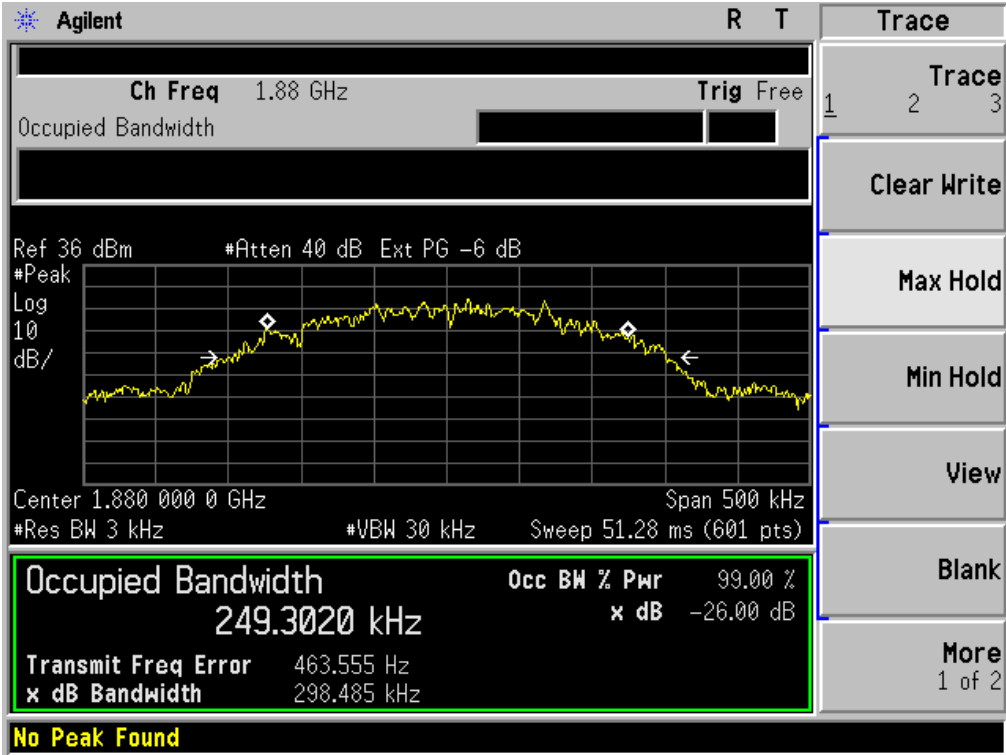 Agilent R T Trace
Ch Freq 1.88 GHz Trig Free
Occupied Bandwidth
Trace
1 2 3
Clear Write
Ref 36 dBm #Atten 40 dB Ext PG -6 dB
#Peak
Log
10
dB/
Max Hold
Min Hold
View
Center 1.880 000 0 GHz Span 500 kHz
#Res BW 3 kHz #VBW 30 kHz Sweep 51.28 ms (601 pts)
Occupied Bandwidth Occ BW % Pwr 99.00 %
249.3020 kHz x dB -26.00 dB
Blank
Transmit Freq Error 463.555 Hz
x dB Bandwidth 298.485 kHz
More
1 of 2
No Peak Found